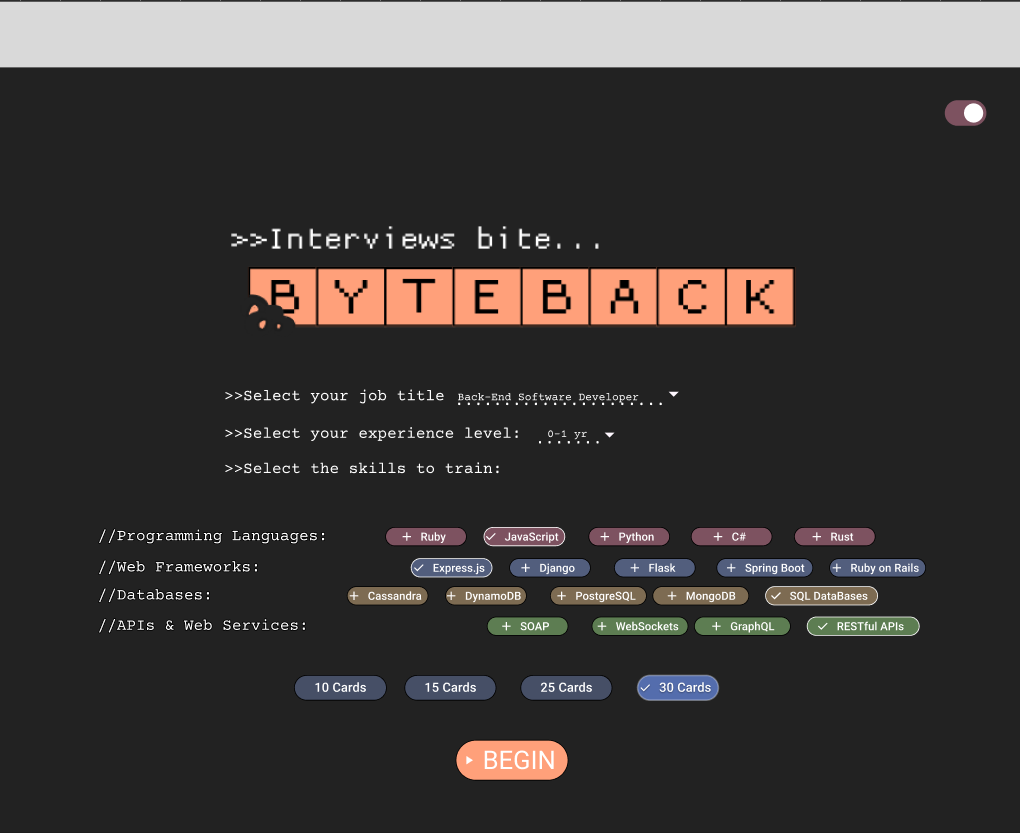 >>Interviews bite...
BYTEBACK
>>Select your job title Back-End Software Developer
>>Select your experience level: 0-1 yr
>>Select the skills to train:
//Programming Languages: + Ruby ✓ JavaScript + Python + C# + Rust
//Web Frameworks: ✓ Express.js + Django + Flask + Spring Boot + Ruby on Rails
//Databases: + Cassandra + DynamoDB + PostgreSQL + MongoDB ✓ SQL DataBases
//APIs & Web Services: + SOAP + WebSockets + GraphQL ✓ RESTful APIs
10 Cards 15 Cards 25 Cards ✓ 30 Cards
BEGIN